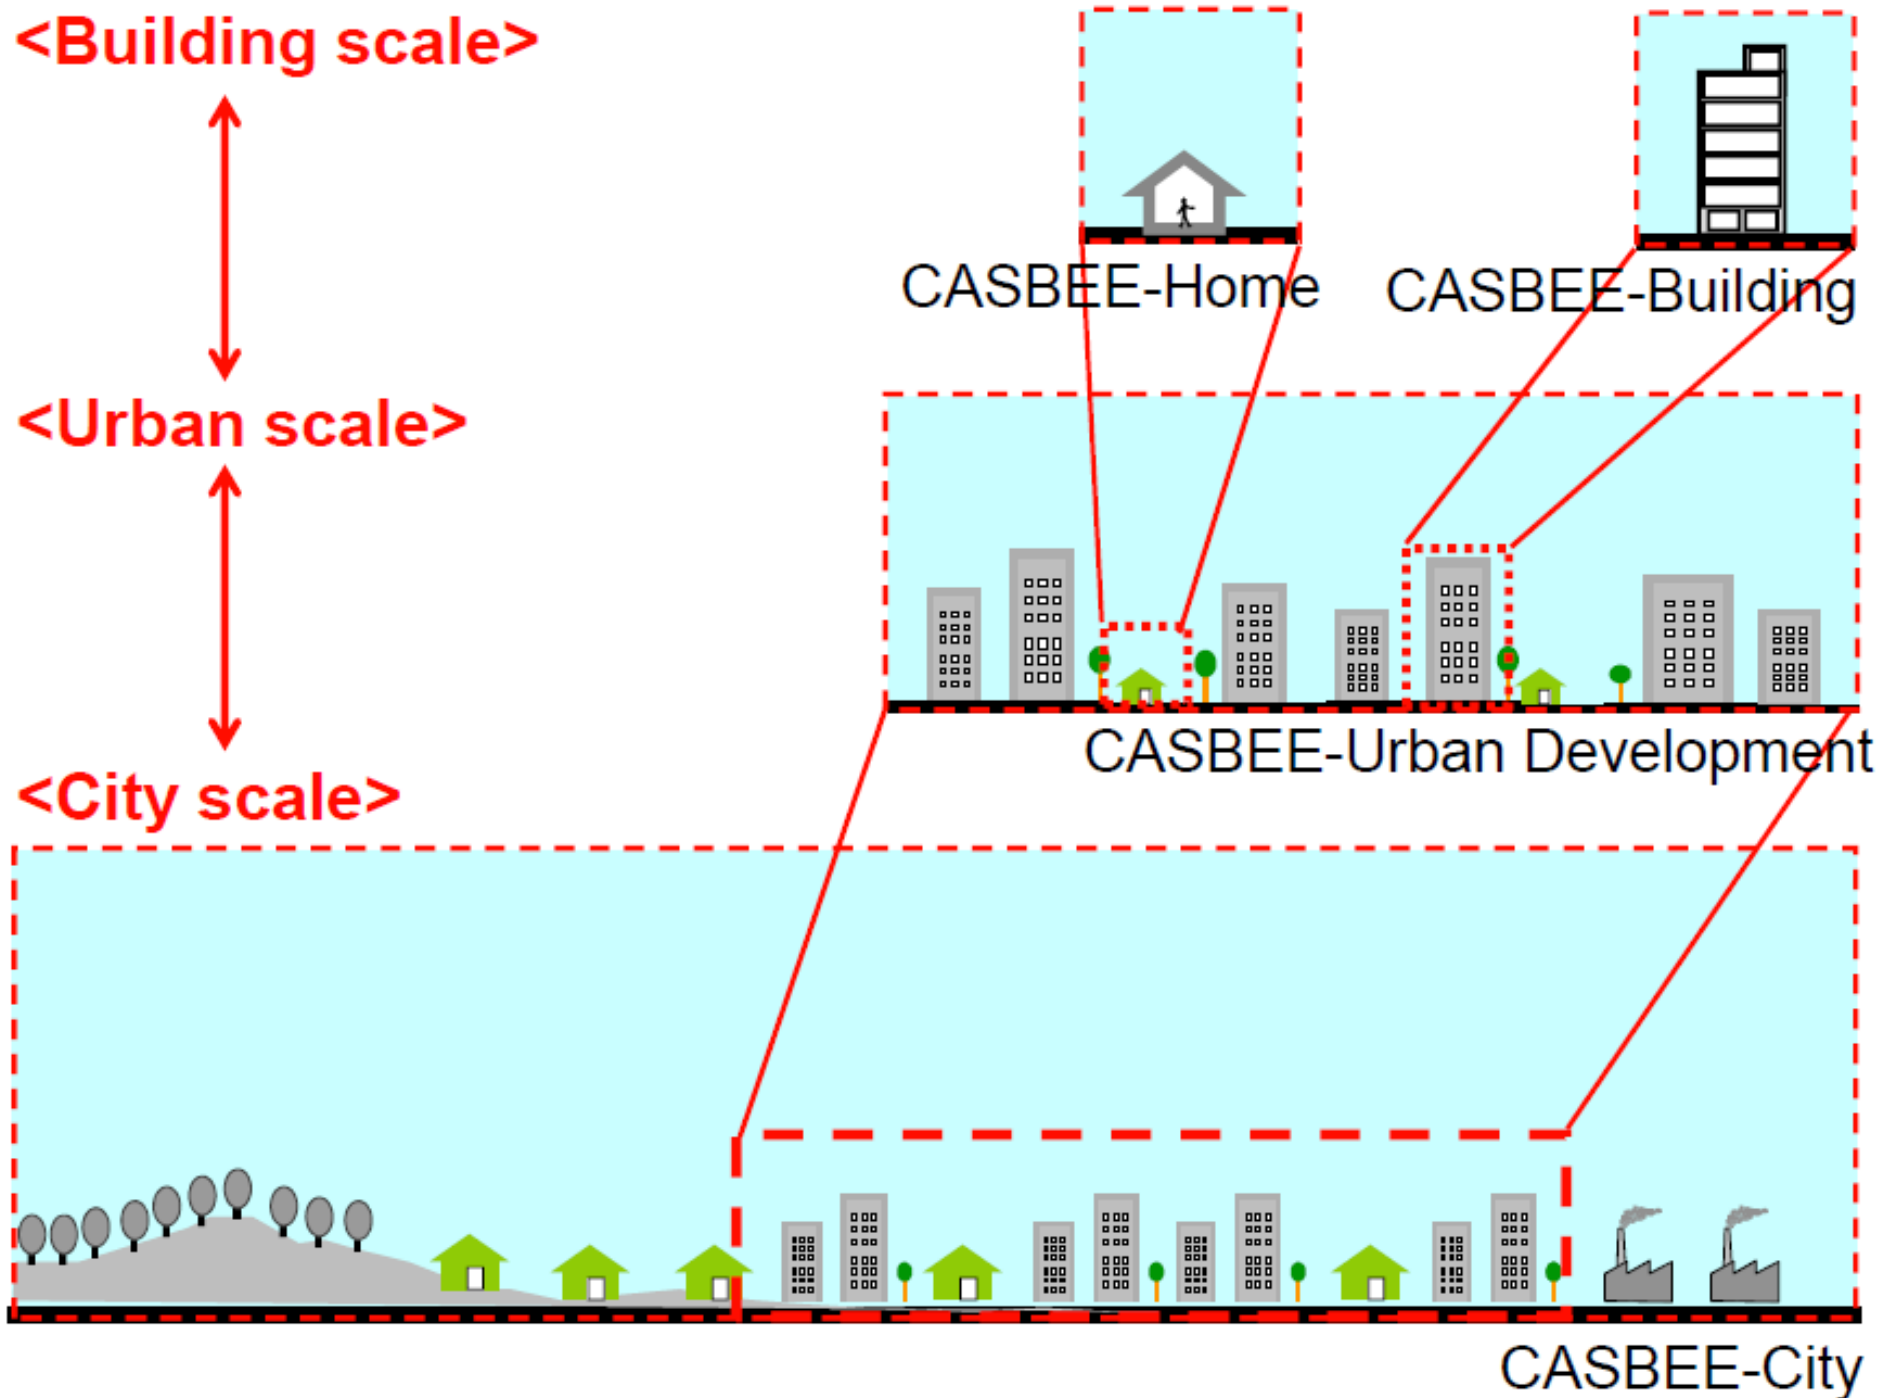 <Building scale>
CASBEE-Home
CASBEE-Building
<Urban scale>
CASBEE-Urban Development
<City scale>
CASBEE-City